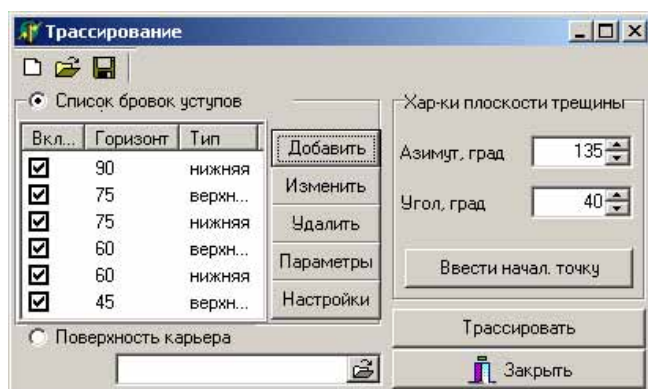 Трассирование
Список бровок уступов
Вкл... Горизонт Тип
90 нижняя
75 верхн...
75 нижняя
60 верхн...
60 нижняя
45 верхн...
Добавить
Изменить
Удалить
Параметры
Настройки
Поверхность карьера
Хар-ки плоскости трещины
Азимут, град 135
Угол, град 40
Ввести начал. точку
Трассировать
Закрыть